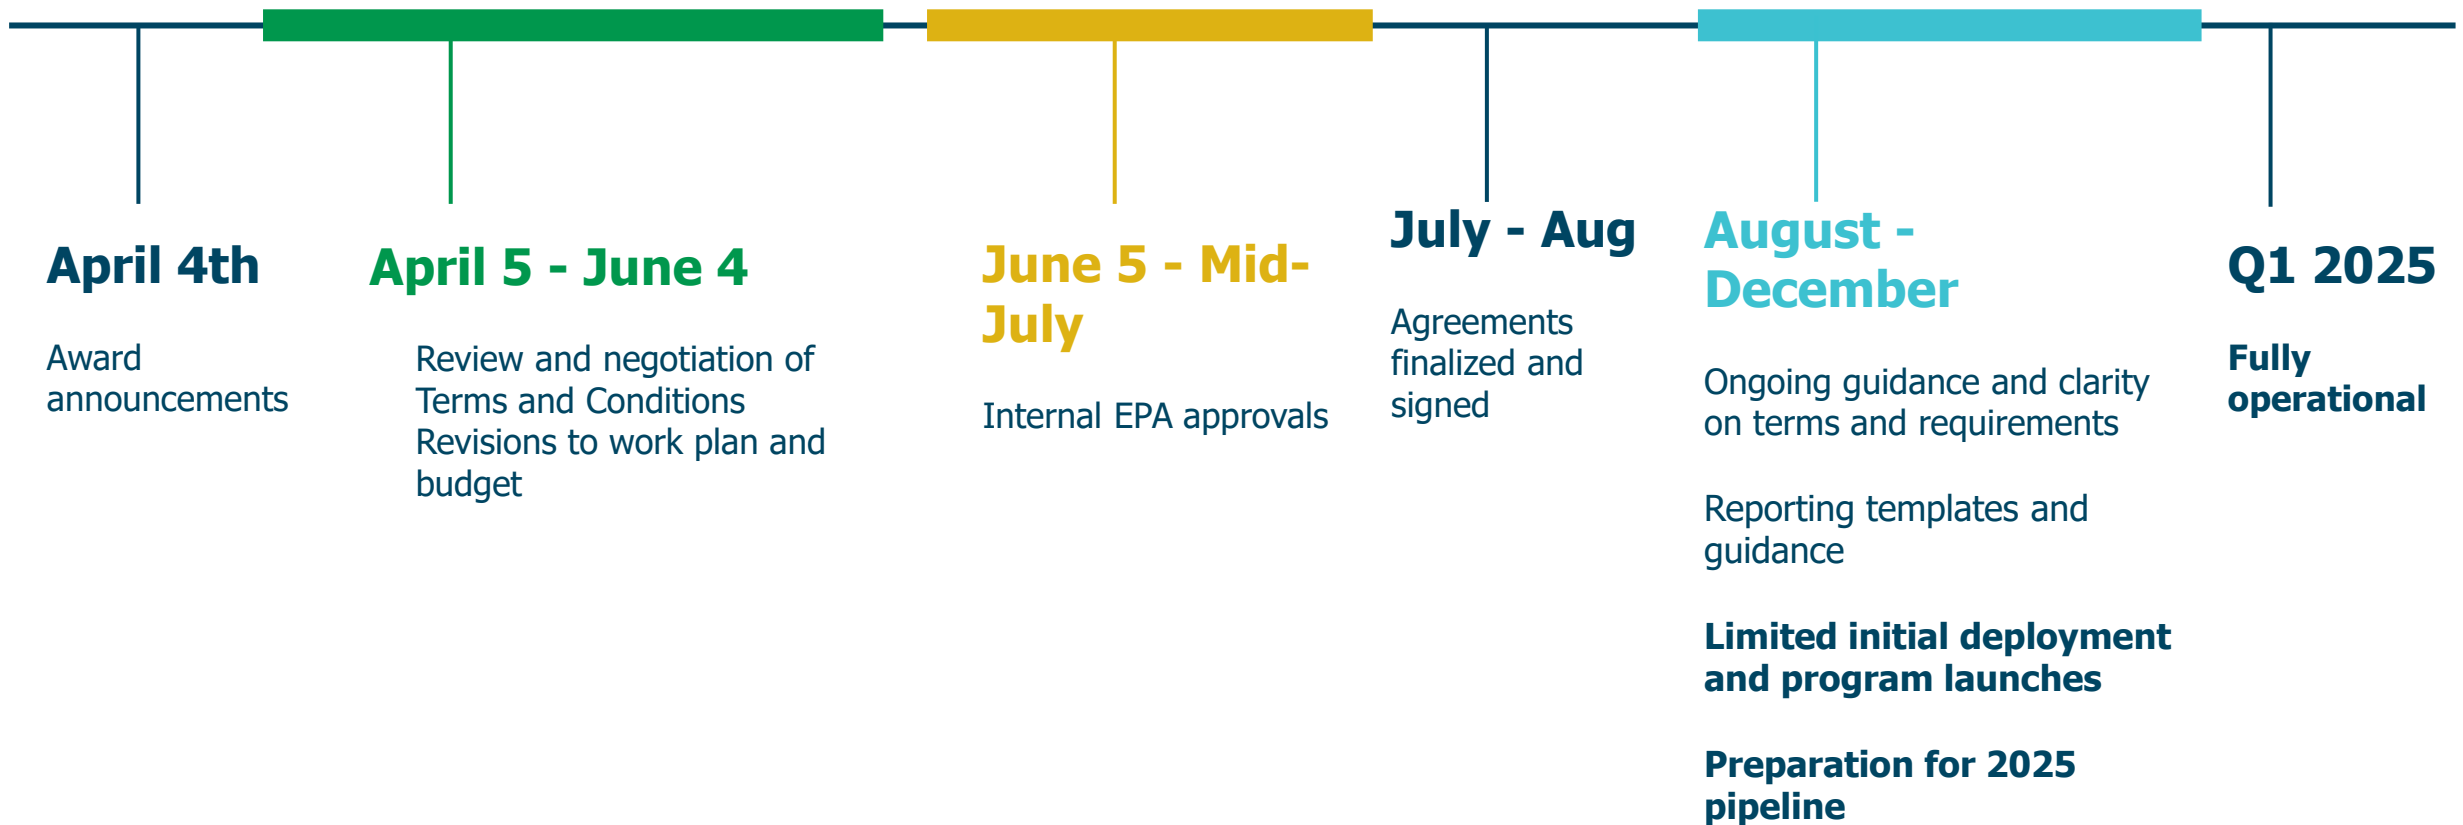 April 4th
Award
announcements
April 5 - June 4
Review and negotiation of
Terms and Conditions
Revisions to work plan and
budget
June 5 - Mid-
July
Internal EPA approvals
July - Aug
Agreements
finalized and
signed
August -
December
Ongoing guidance and clarity
on terms and requirements
Reporting templates and
guidance
Limited initial deployment
and program launches
Preparation for 2025
pipeline
Q1 2025
Fully
operational